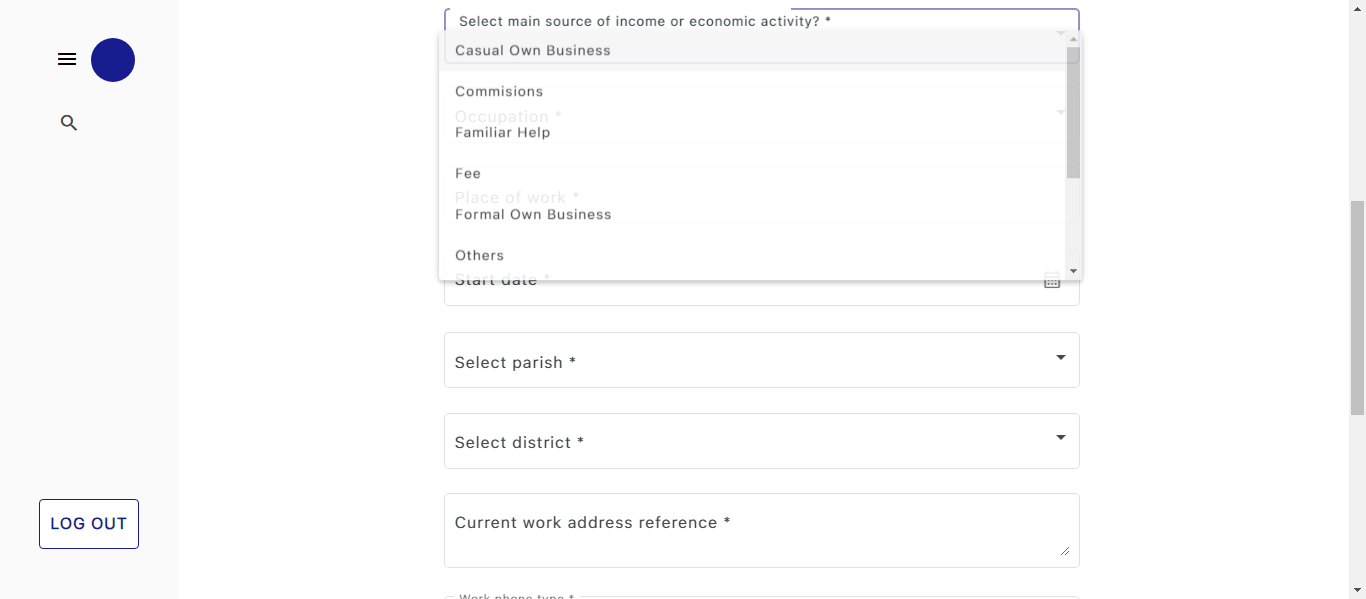 Select main source of income or economic activity? *
Casual Own Business
Commisions
Occupation *
Familiar Help
Fee
Place of work *
Formal Own Business
Others
Start date *
Select parish *
Select district *
Current work address reference *
LOG OUT
Work phone type *